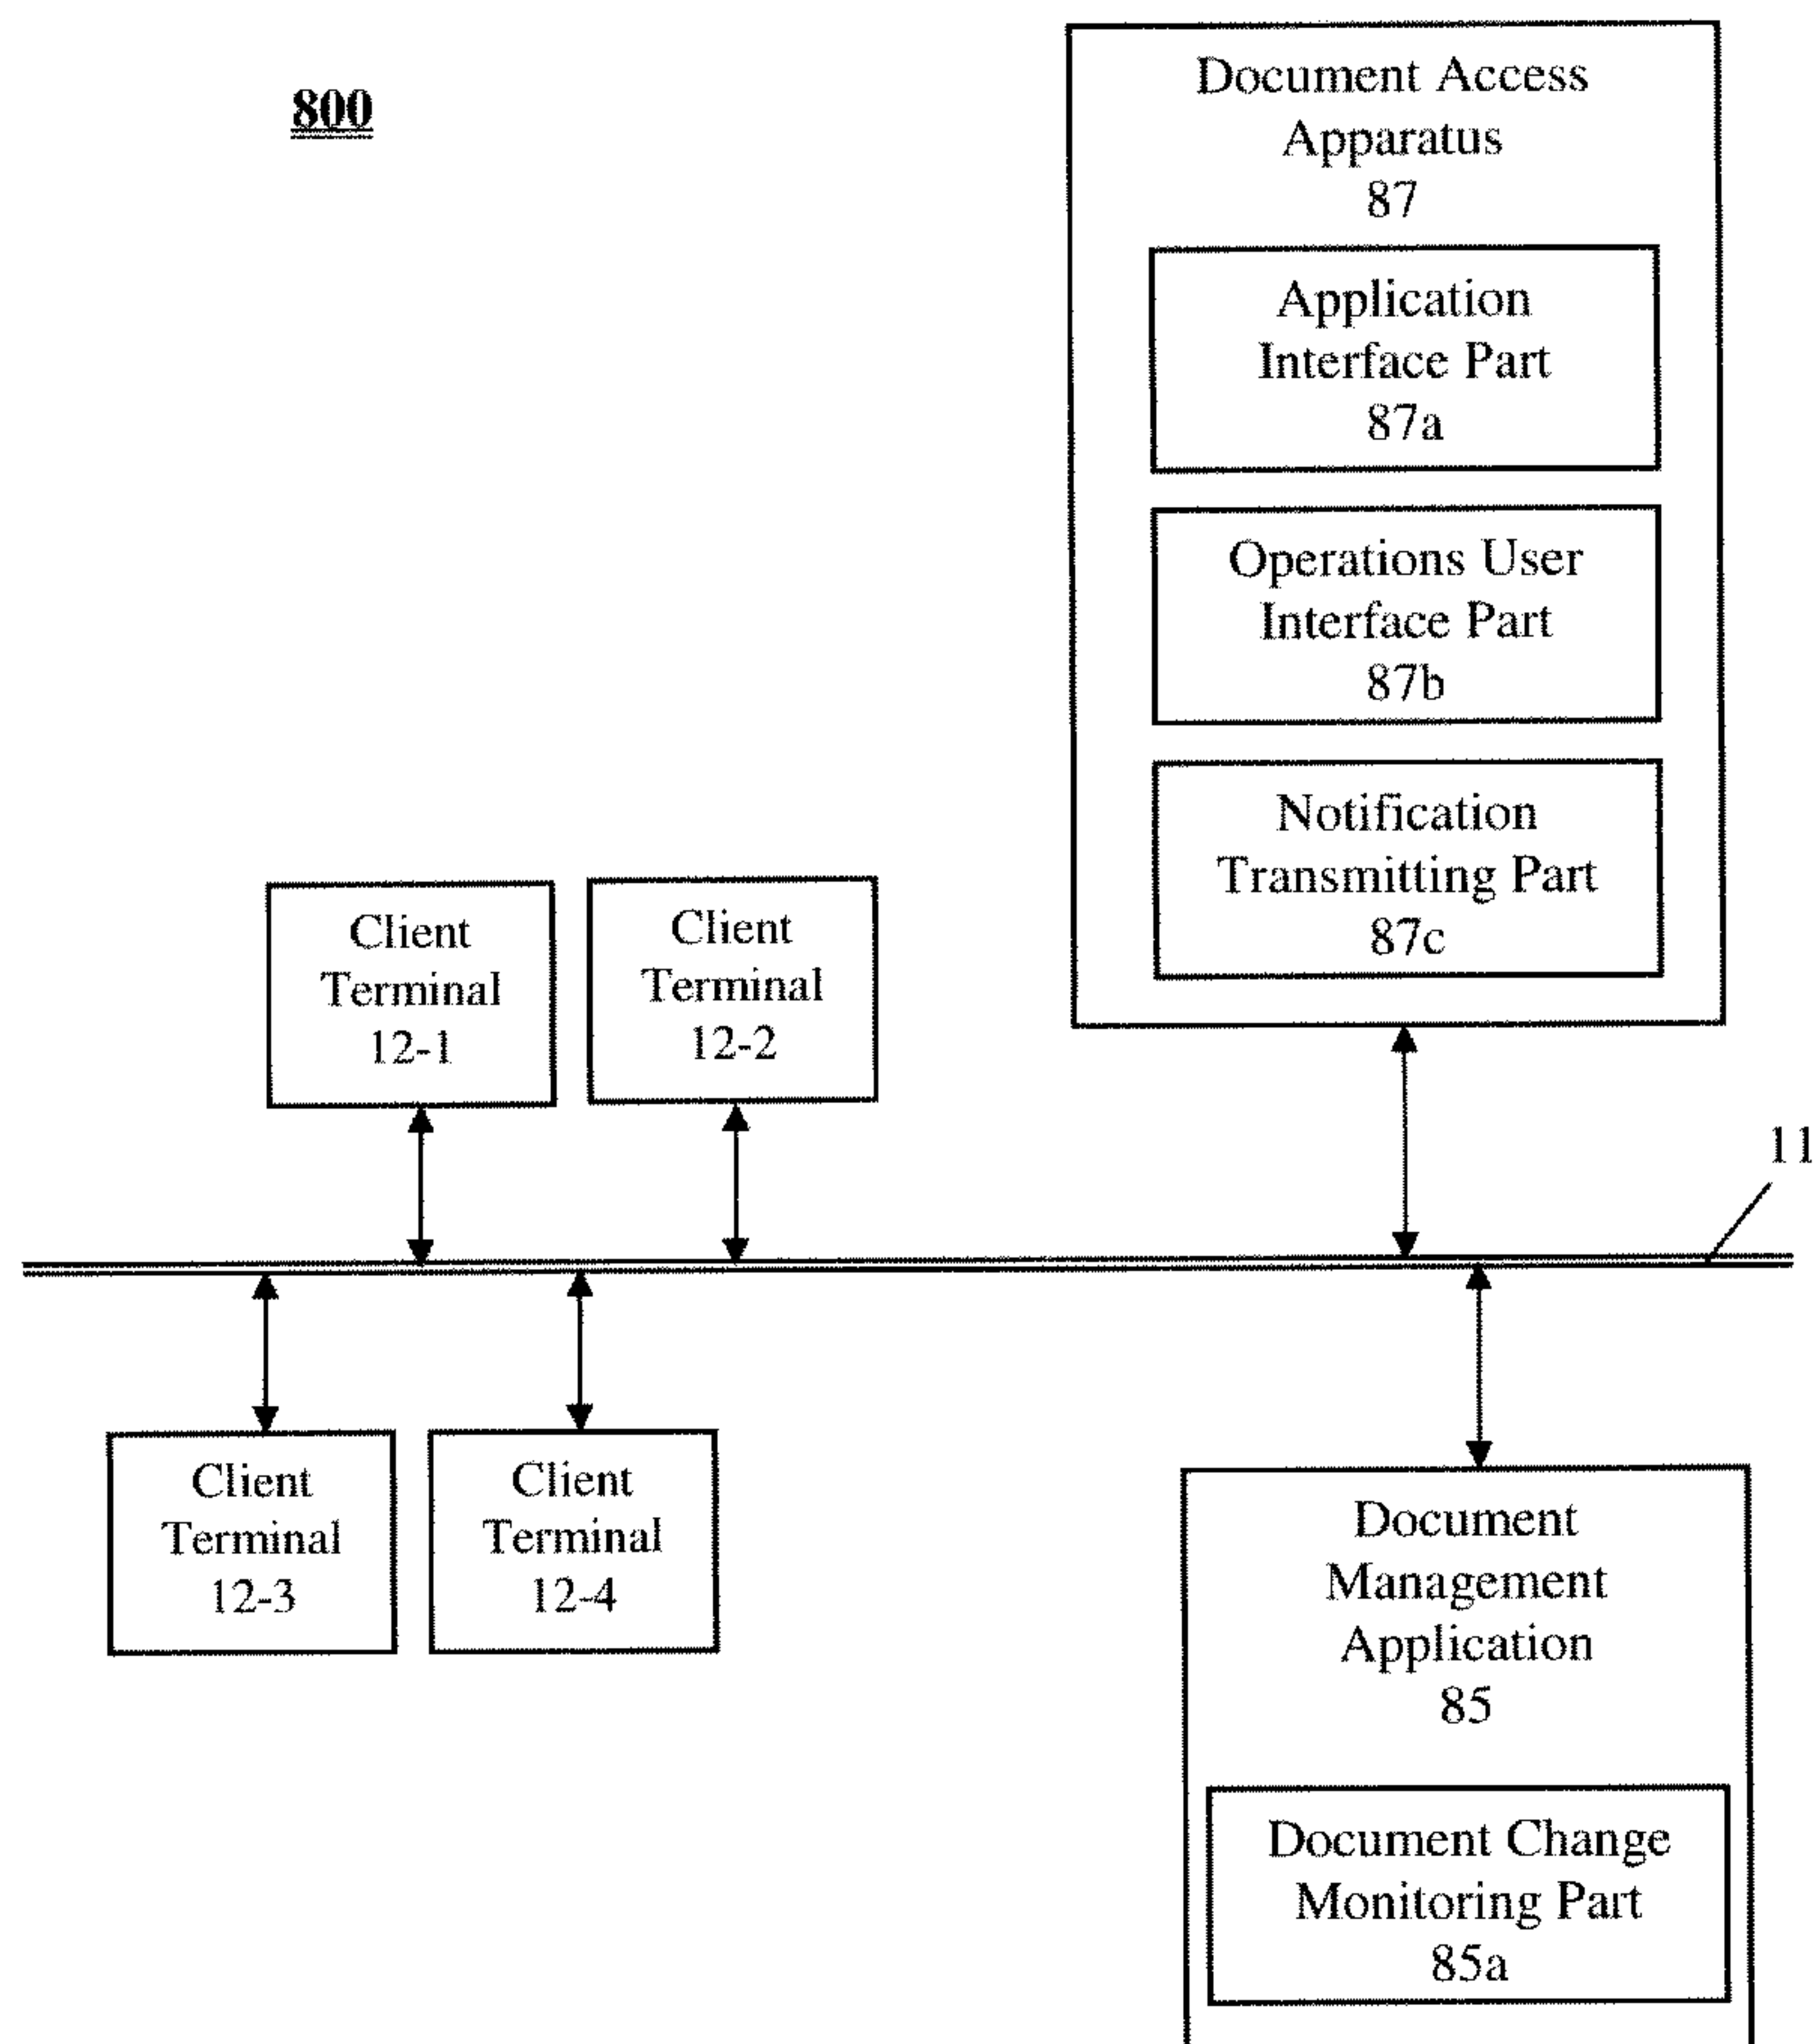 800
Document Access
Apparatus
87
Application
Interface Part
87a
Operations User
Interface Part
87b
Notification
Transmitting Part
87c
Client
Terminal
12-1
Client
Terminal
12-2
11
Client
Terminal
12-3
Client
Terminal
12-4
Document
Management
Application
85
Document Change
Monitoring Part
85a